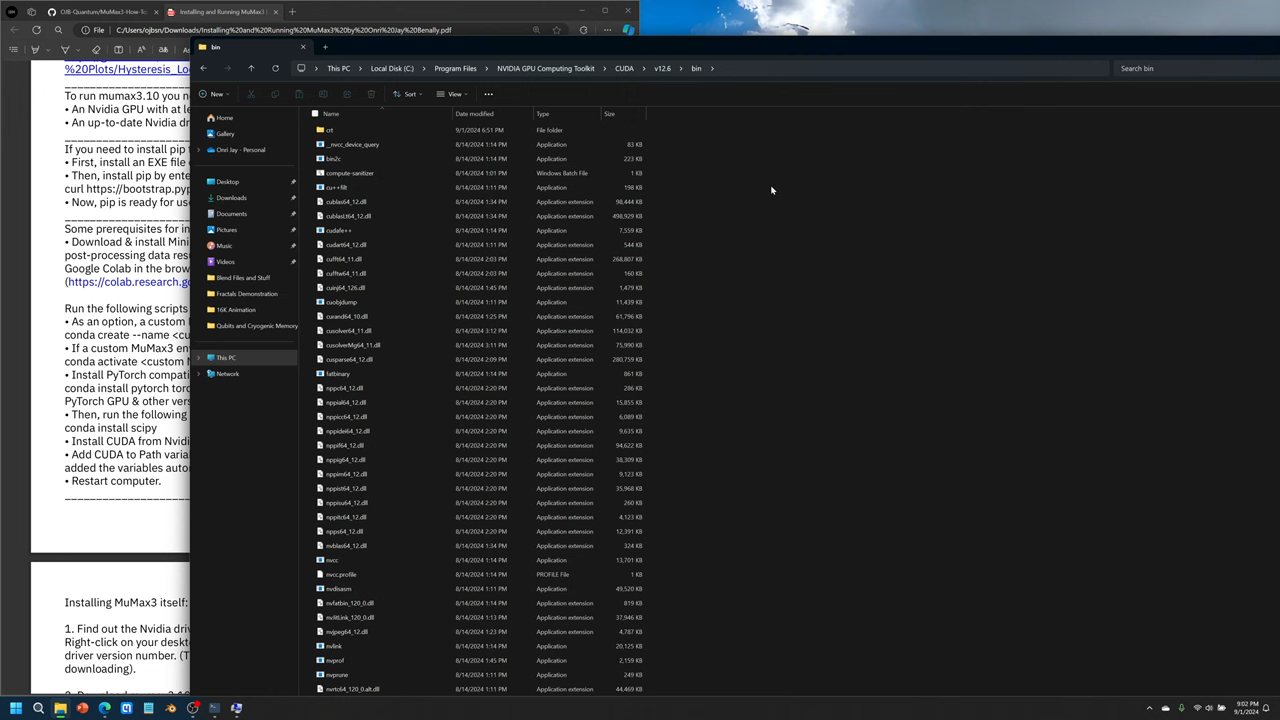 OJB-Quantum/MuMax3-How-To
Installing and Running MuMax3
File
C:/Users/ojbsn/Downloads/Installing%20and%20Running%20MuMax3%20by%20Onri%20Jay%20Benally.pdf
%20Plots/Hysteresis_Lo
To run mumax3.10 you ne
• An Nvidia GPU with at le
• An up-to-date Nvidia dr
If you need to install pip
• First, install an EXE file
• Then, install pip by ente
curl https://bootstrap.pyp
• Now, pip is ready for use
Some prerequisites for in
• Download & install Mini
post-processing data res
Google Colab in the brow
(https://colab.research.go
Run the following scripts
• As an option, a custom
conda create --name <cu
• If a custom MuMax3 en
conda activate <custom M
• Install PyTorch compati
conda install pytorch torc
PyTorch GPU & other vers
• Then, run the following
conda install scipy
• Install CUDA from Nvidi
• Add CUDA to Path varia
added the variables auto
• Restart computer.
Installing MuMax3 itself:
1. Find out the Nvidia driv
Right-click on your deskt
driver version number. (T
downloading).
bin
This PC
Local Disk (C:)
Program Files
NVIDIA GPU Computing Toolkit
CUDA
v12.6
bin
Search bin
New
Sort
View
Home
Gallery
Onri Jay - Personal
Desktop
Downloads
Documents
Pictures
Music
Videos
Blend Files and Stuff
Fractals Demonstration
16K Animation
Qubits and Cryogenic Memory
This PC
Network
Name Date modified Type Size
crt 9/1/2024 6:51 PM File folder
__nvcc_device_query 8/14/2024 1:14 PM Application 83 KB
bin2c 8/14/2024 1:14 PM Application 223 KB
compute-sanitizer 8/14/2024 1:01 PM Windows Batch File 1 KB
cu++filt 8/14/2024 1:14 PM Application 198 KB
cublas64_12.dll 8/14/2024 1:34 PM Application extension 98,444 KB
cublasLt64_12.dll 8/14/2024 1:34 PM Application extension 498,929 KB
cudafe++ 8/14/2024 1:14 PM Application 7,559 KB
cudart64_12.dll 8/14/2024 1:11 PM Application extension 544 KB
cufft64_11.dll 8/14/2024 2:03 PM Application extension 268,807 KB
cufftw64_11.dll 8/14/2024 2:03 PM Application extension 160 KB
cuinj64_126.dll 8/14/2024 1:45 PM Application extension 1,479 KB
cuobjdump 8/14/2024 1:11 PM Application 11,439 KB
curand64_10.dll 8/14/2024 1:25 PM Application extension 61,796 KB
cusolver64_11.dll 8/14/2024 3:12 PM Application extension 114,032 KB
cusolverMg64_11.dll 8/14/2024 3:12 PM Application extension 75,990 KB
cusparse64_12.dll 8/14/2024 2:09 PM Application extension 280,759 KB
fatbinary 8/14/2024 1:14 PM Application 861 KB
nppc64_12.dll 8/14/2024 2:20 PM Application extension 286 KB
nppial64_12.dll 8/14/2024 2:20 PM Application extension 15,855 KB
nppicc64_12.dll 8/14/2024 2:20 PM Application extension 6,089 KB
nppidei64_12.dll 8/14/2024 2:20 PM Application extension 9,635 KB
nppif64_12.dll 8/14/2024 2:20 PM Application extension 94,622 KB
nppig64_12.dll 8/14/2024 2:20 PM Application extension 38,309 KB
nppim64_12.dll 8/14/2024 2:20 PM Application extension 9,123 KB
nppist64_12.dll 8/14/2024 2:20 PM Application extension 35,968 KB
nppisu64_12.dll 8/14/2024 2:20 PM Application extension 260 KB
nppitc64_12.dll 8/14/2024 2:20 PM Application extension 4,123 KB
npps64_12.dll 8/14/2024 2:20 PM Application extension 12,391 KB
nvblas64_12.dll 8/14/2024 1:34 PM Application extension 324 KB
nvcc 8/14/2024 1:14 PM Application 13,701 KB
nvcc.profile 8/14/2024 1:14 PM PROFILE File 1 KB
nvdisasm 8/14/2024 1:11 PM Application 49,520 KB
nvfatbin_120_0.dll 8/14/2024 1:14 PM Application extension 819 KB
nvJitLink_120_0.dll 8/14/2024 1:13 PM Application extension 37,946 KB
nvjpeg64_12.dll 8/14/2024 1:23 PM Application extension 4,787 KB
nvlink 8/14/2024 1:14 PM Application 20,125 KB
nvprof 8/14/2024 1:45 PM Application 2,159 KB
nvprune 8/14/2024 1:11 PM Application 249 KB
nvrtc64_120_0.alt.dll 8/14/2024 1:11 PM Application extension 44,469 KB
9:02 PM
9/1/2024